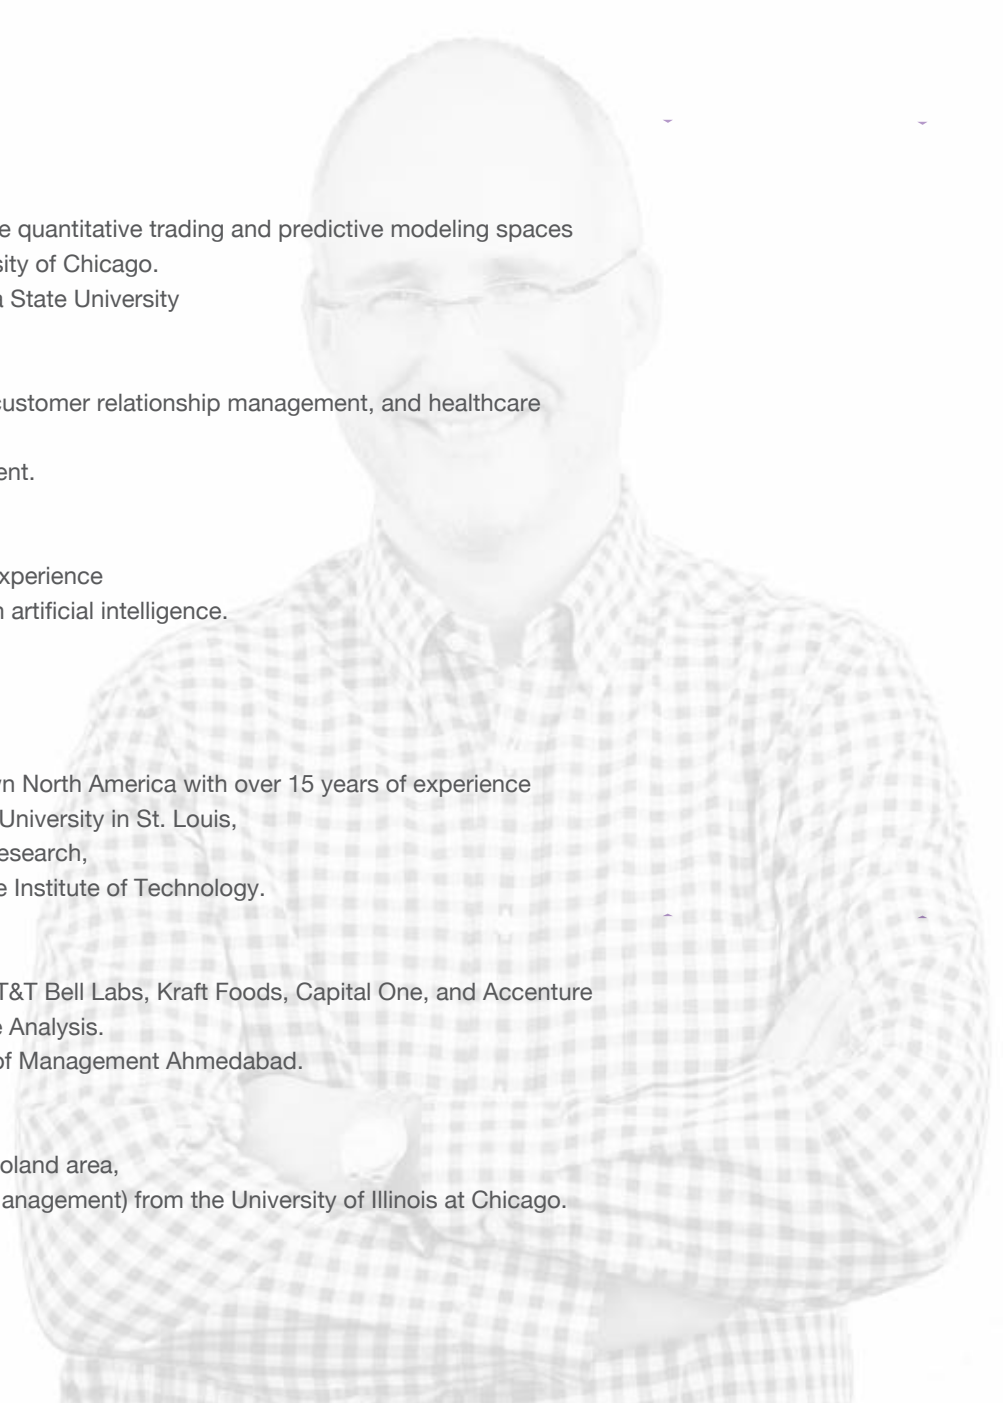 e quantitative trading and predictive modeling spaces
sity of Chicago.
a State University
customer relationship management, and healthcare
ent.
xperience
n artificial intelligence.
vn North America with over 15 years of experience
University in St. Louis,
esearch,
e Institute of Technology.
T&T Bell Labs, Kraft Foods, Capital One, and Accenture
e Analysis.
of Management Ahmedabad.
oland area,
anagement) from the University of Illinois at Chicago.